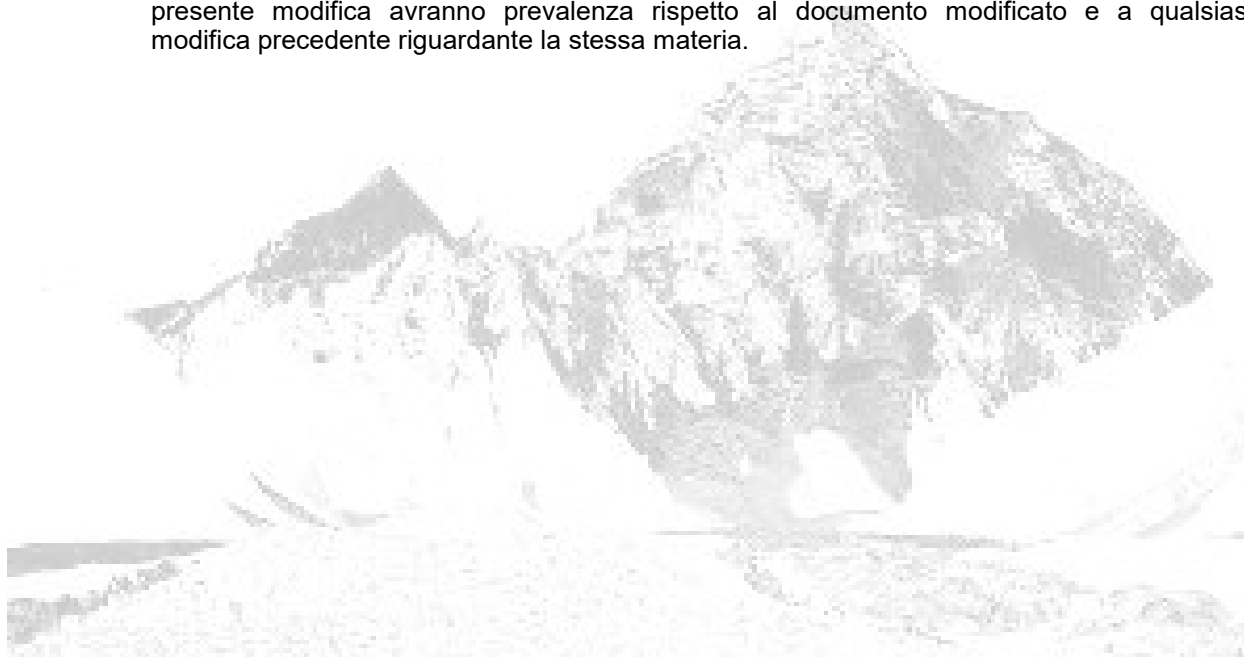 presente modifica avranno prevalenza rispetto al documento modificato e a qualsias
modifica precedente riguardante la stessa materia.